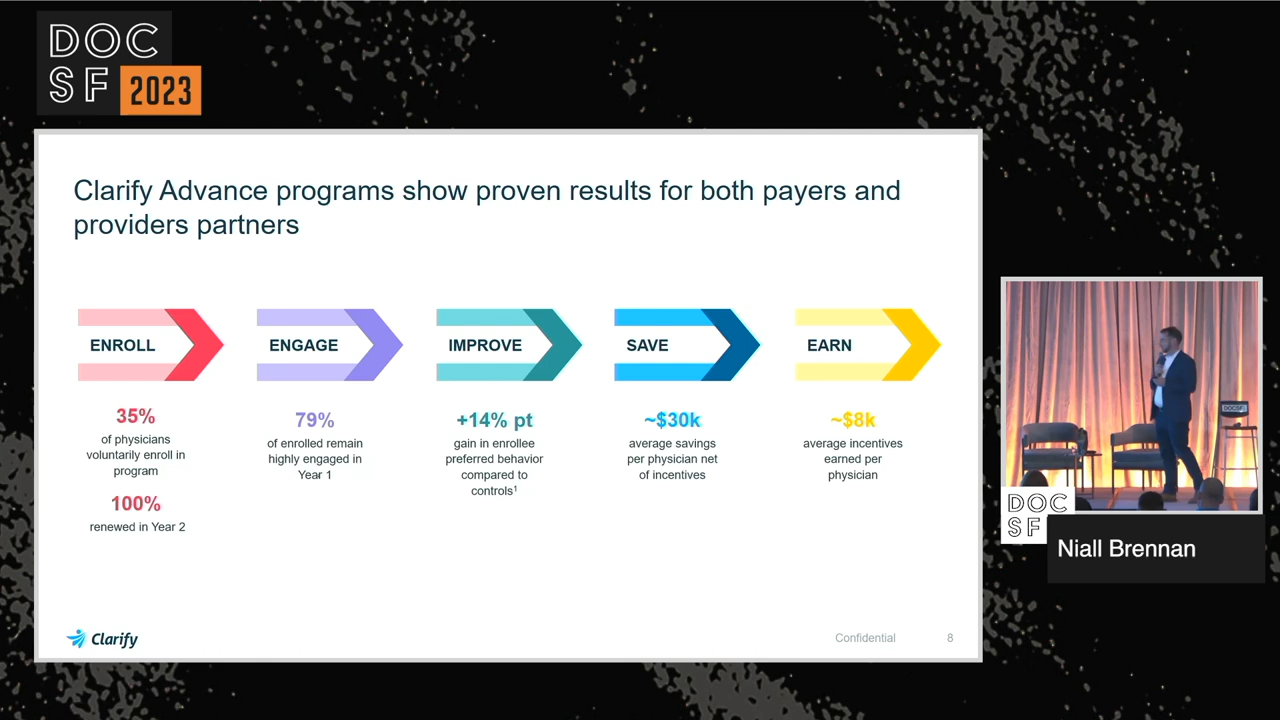 DOC
SF 2023
Clarify Advance programs show proven results for both payers and
providers partners
ENROLL
35%
of physicians
voluntarily enroll in
program
100%
renewed in Year 2
ENGAGE
79%
of enrolled remain
highly engaged in
Year 1
IMPROVE
+14% pt
gain in enrollee
preferred behavior
compared to
controls¹
SAVE
~$30k
average savings
per physician net
of incentives
EARN
~$8k
average incentives
earned per
physician
Clarify
Confidential
8
DOCSF
DOC
SF
Niall Brennan